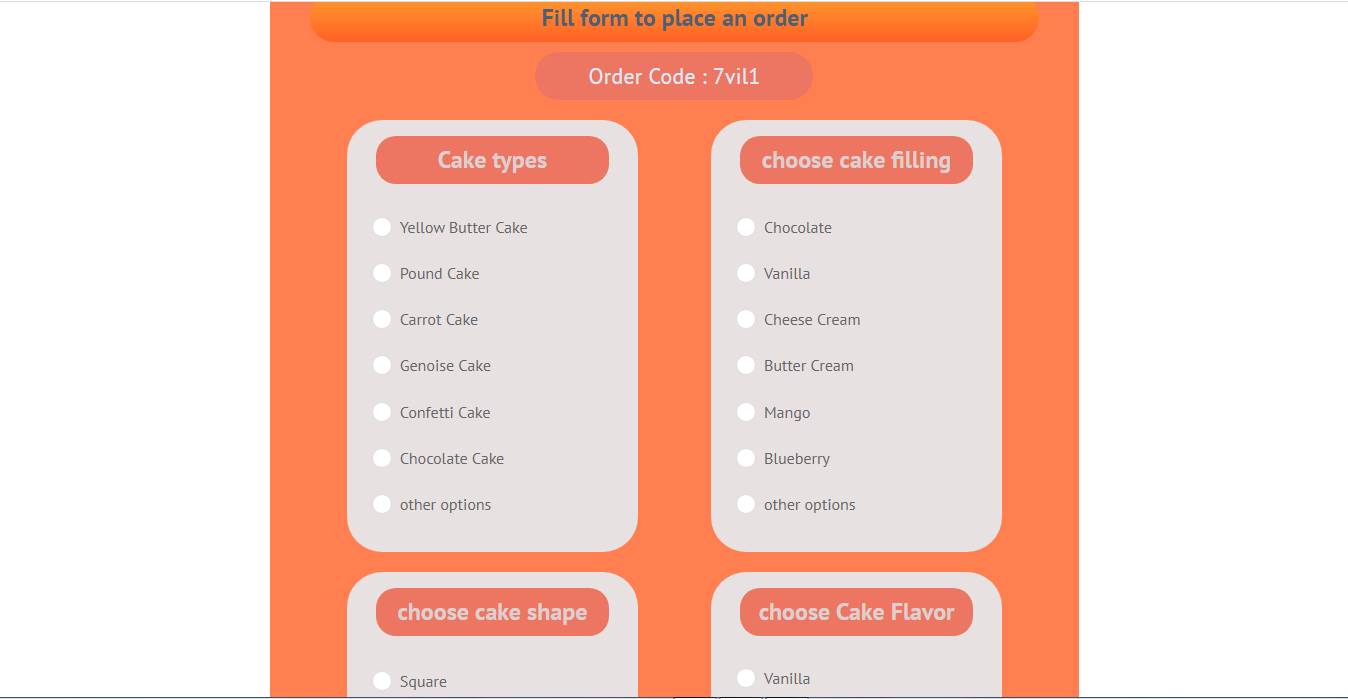 Fill form to place an order
Order Code : 7vil1
Cake types
Yellow Butter Cake
Pound Cake
Carrot Cake
Genoise Cake
Confetti Cake
Chocolate Cake
other options
choose cake filling
Chocolate
Vanilla
Cheese Cream
Butter Cream
Mango
Blueberry
other options
choose cake shape
Square
choose Cake Flavor
Vanilla